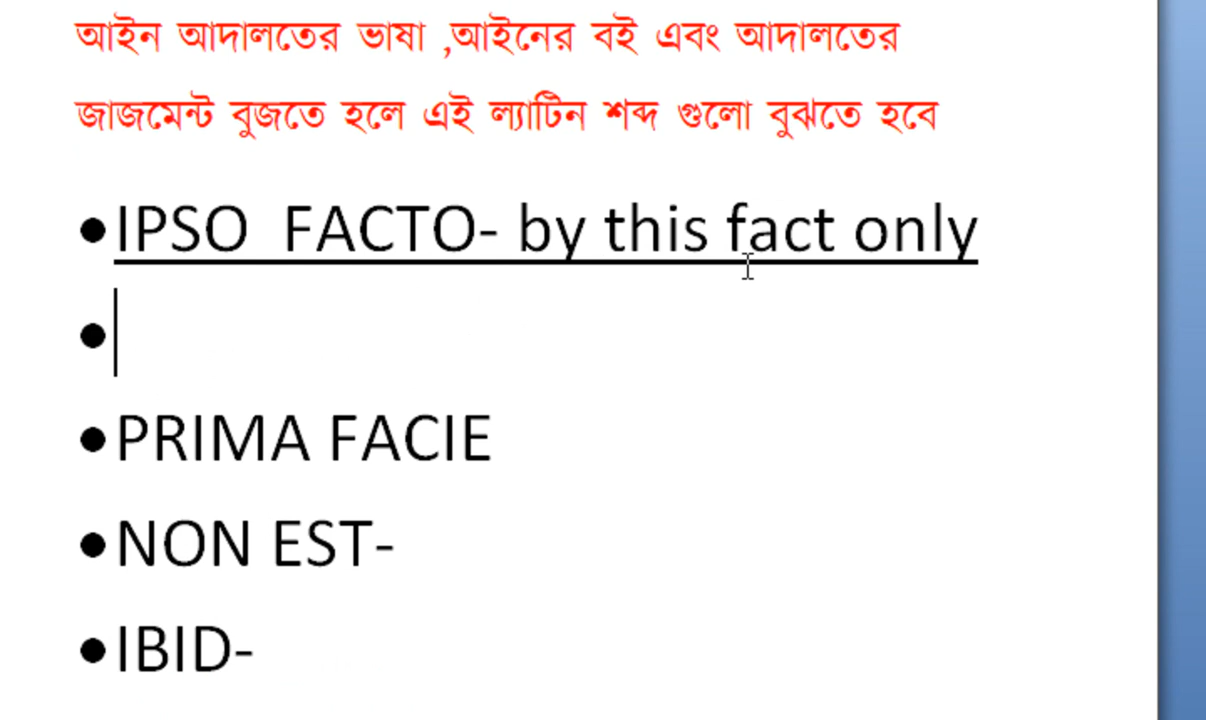 আইন আদালতের ভাষা ,আইনের বই এবং আদালতের
জাজমেন্ট বুজতে হলে এই ল্যাটিন শব্দ গুলো বুঝতে হবে
●IPSO FACTO- by this fact only
●
●PRIMA FACIE
●NON EST-
●IBID-